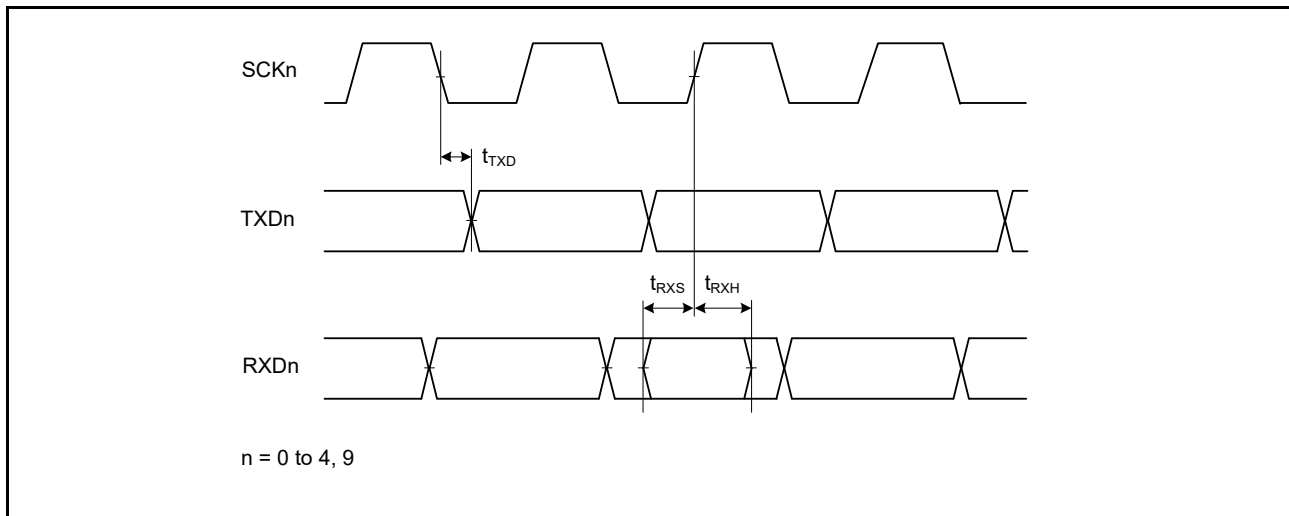 SCKn
tTXD
TXDn
tRXS tRXH
RXDn
n = 0 to 4, 9